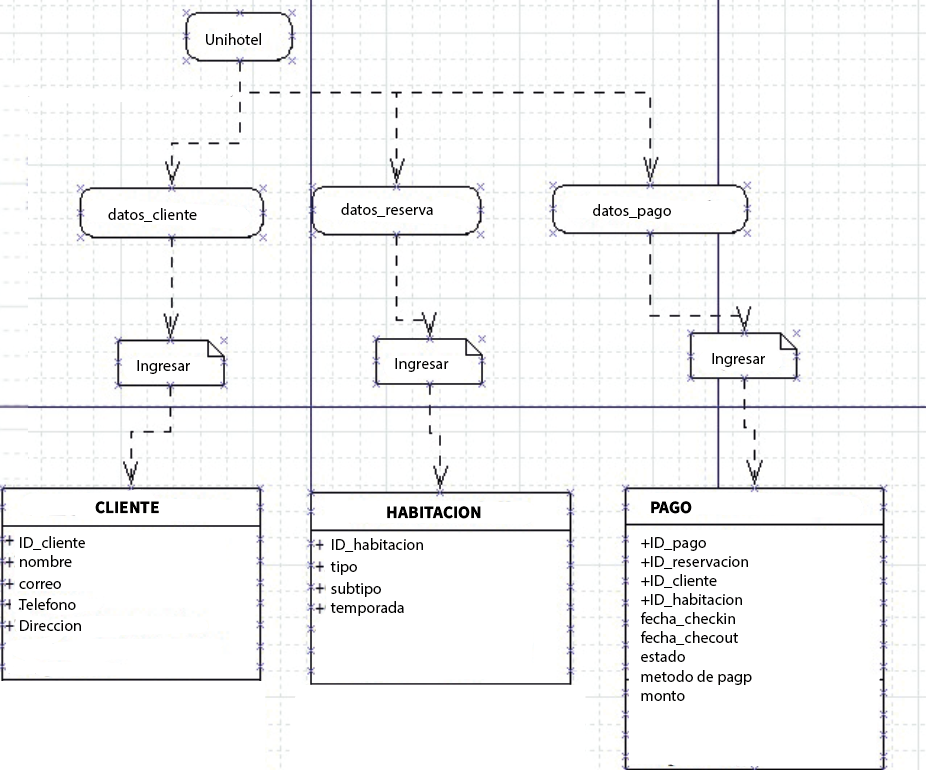 Unihotel
datos_cliente
datos_reserva
datos_pago
Ingresar
Ingresar
Ingresar
CLIENTE
+ ID_cliente
+ nombre
+ correo
+ Telefono
+ Direccion
HABITACION
+ ID_habitacion
+ tipo
+ subtipo
+ temporada
PAGO
+ID_pago
+ID_reservacion
+ID_cliente
+ID_habitacion
fecha_checkin
fecha_checout
estado
metodo de pagp
monto